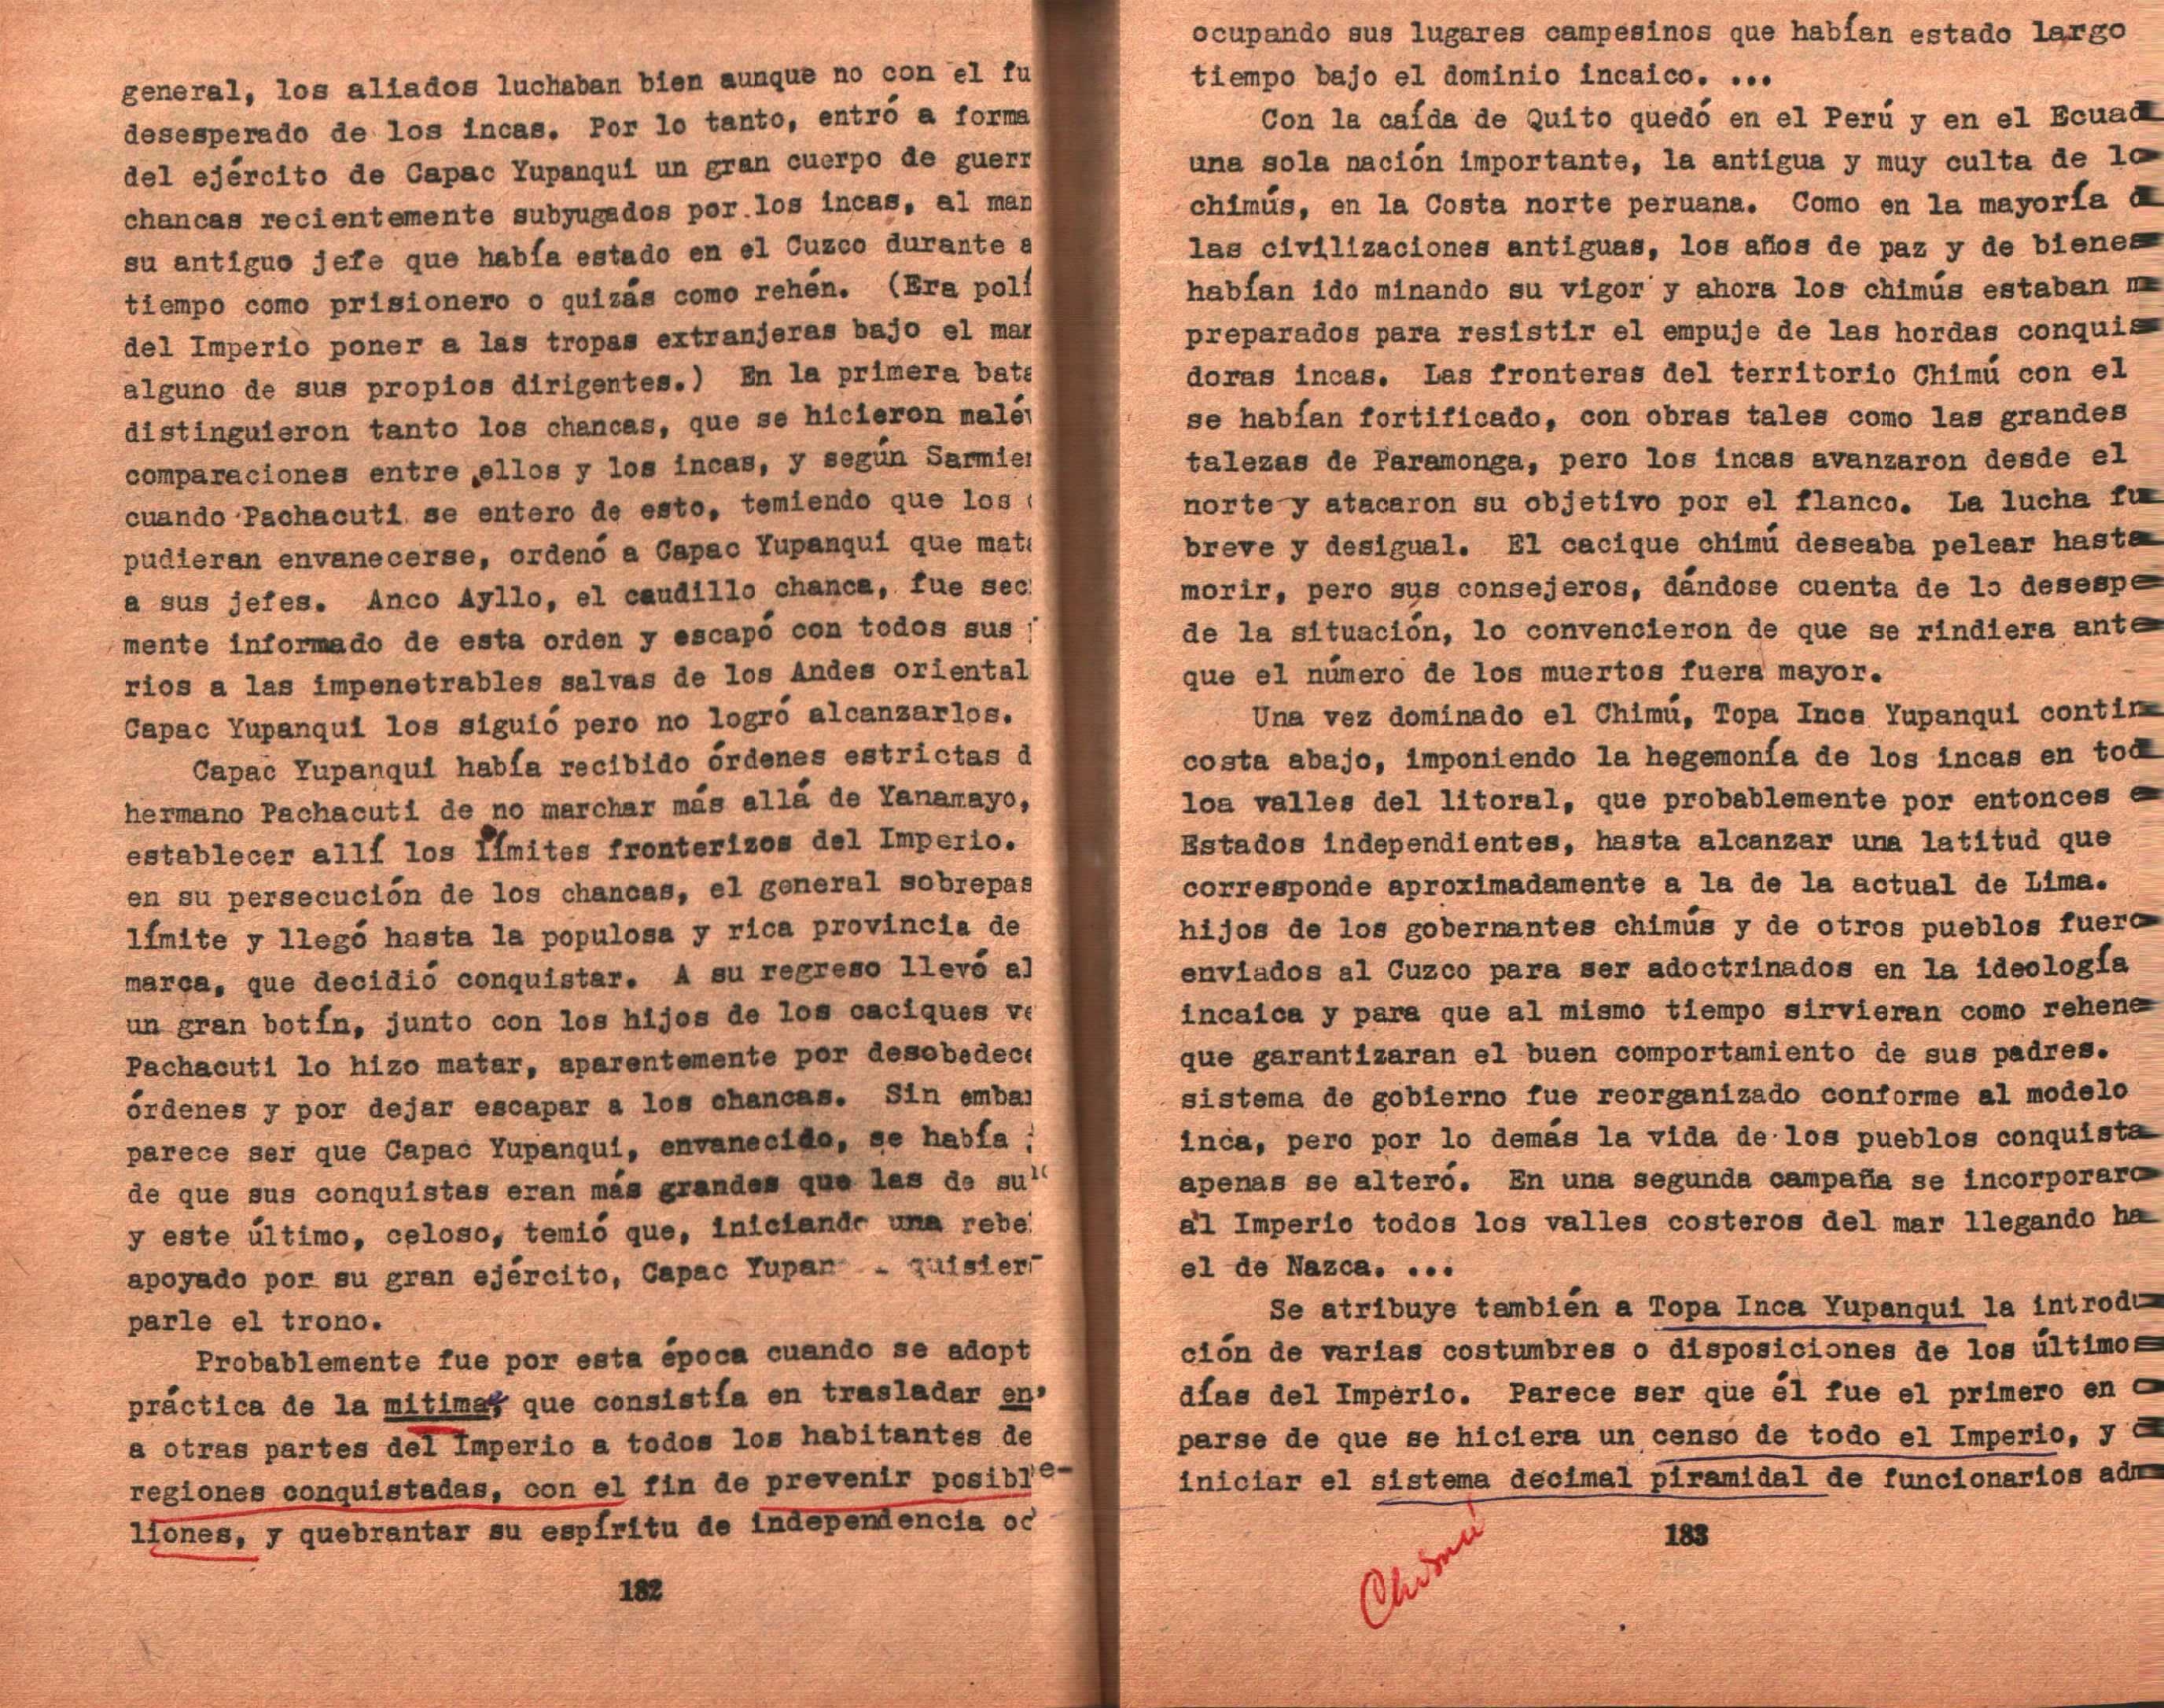 general, los aliados luchaban bien aunque no con el fu
desesperado de los incas. Por lo tanto, entró a forma
del ejército de Capac Yupanqui un gran cuerpo de guerr
chancas recientemente subyugados por los incas, al man
su antiguo jefe que había estado en el Cuzco durante a
tiempo como prisionero o quizás como rehén. (Era polí
del Imperio poner a las tropas extranjeras bajo el man
alguno de sus propios dirigentes.) En la primera bata
distinguieron tanto los chancas, que se hicieron malév
comparaciones entre ellos y los incas, y según Sarmien
cuando Pachacuti se entero de esto, temiendo que los
pudieran envanecerse, ordenó a Capac Yupanqui que mata
a sus jefes. Anco Ayllo, el caudillo chanca, fue sec
mente informado de esta orden y escapó con todos sus
rios a las impenetrables salvas de los Andes oriental
Capac Yupanqui los siguió pero no logró alcanzarlos.
Capac Yupanqui había recibido órdenes estrictas d
hermano Pachacuti de no marchar más allá de Yanamayo,
establecer allí los límites fronterizos del Imperio.
en su persecución de los chancas, el general sobrepas
límite y llegó hasta la populosa y rica provincia de
marca, que decidió conquistar. A su regreso llevó al
un gran botín, junto con los hijos de los caciques ve
Pachacuti lo hizo matar, aparentemente por desobedece
órdenes y por dejar escapar a los chancas. Sin embar
parece ser que Capac Yupanqui, envanecido, se había
de que sus conquistas eran más grandes que las de su
y este último, celoso, temió que, iniciando una rebe
apoyado por su gran ejército, Capac Yupan quisier
parle el trono.
Probablemente fue por esta época cuando se adopt
práctica de la mitima, que consistía en trasladar en
a otras partes del Imperio a todos los habitantes de
regiones conquistadas, con el fin de prevenir posible-
liones, y quebrantar su espíritu de independencia oc
182
ocupando sus lugares campesinos que habían estado largo
tiempo bajo el dominio incaico. ...
Con la caída de Quito quedó en el Perú y en el Ecuad
una sola nación importante, la antigua y muy culta de lo
chimús, en la Costa norte peruana. Como en la mayoría d
las civilizaciones antiguas, los años de paz y de bienes
habían ido minando su vigor y ahora los chimús estaban m
preparados para resistir el empuje de las hordas conquis
doras incas. Las fronteras del territorio Chimú con el
se habían fortificado, con obras tales como las grandes
talezas de Paramonga, pero los incas avanzaron desde el
norte y atacaron su objetivo por el flanco. La lucha fu
breve y desigual. El cacique chimú deseaba pelear hasta
morir, pero sus consejeros, dándose cuenta de lo desespe
de la situación, lo convencieron de que se rindiera ante
que el número de los muertos fuera mayor.
Una vez dominado el Chimú, Topa Inca Yupanqui contin
costa abajo, imponiendo la hegemonía de los incas en tod
loa valles del litoral, que probablemente por entonces e
Estados independientes, hasta alcanzar una latitud que
corresponde aproximadamente a la de la actual de Lima.
hijos de los gobernantes chimús y de otros pueblos fuero
enviados al Cuzco para ser adoctrinados en la ideología
incaica y para que al mismo tiempo sirvieran como rehene
que garantizaran el buen comportamiento de sus padres.
sistema de gobierno fue reorganizado conforme al modelo
inca, pero por lo demás la vida de los pueblos conquista
apenas se alteró. En una segunda campaña se incorporaro
al Imperio todos los valles costeros del mar llegando ha
el de Nazca. ...
Se atribuye también a Topa Inca Yupanqui la introdu
ción de varias costumbres o disposiciones de los último
días del Imperio. Parece ser que él fue el primero en
parse de que se hiciera un censo de todo el Imperio, y
iniciar el sistema decimal piramidal de funcionarios adm
183
Chimú